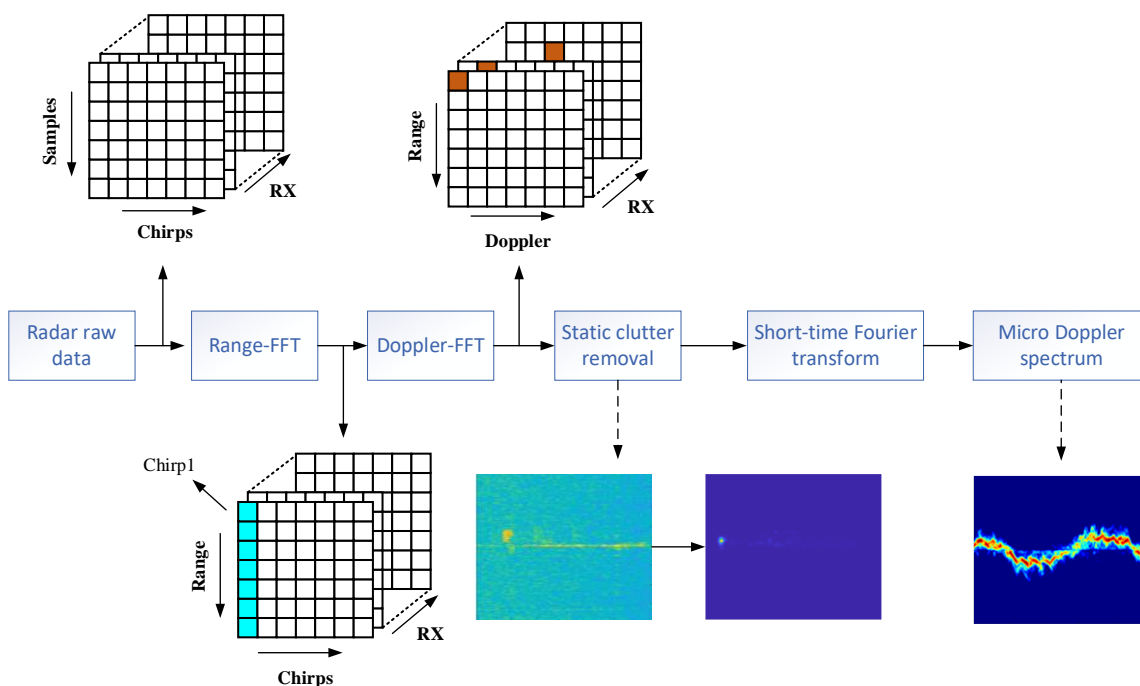 Samples
RX
Chirps
Range
RX
Doppler
Radar raw
data
Range-FFT
Doppler-FFT
Static clutter
removal
Short-time Fourier
transform
Micro Doppler
spectrum
Chirp1
Range
RX
Chirps